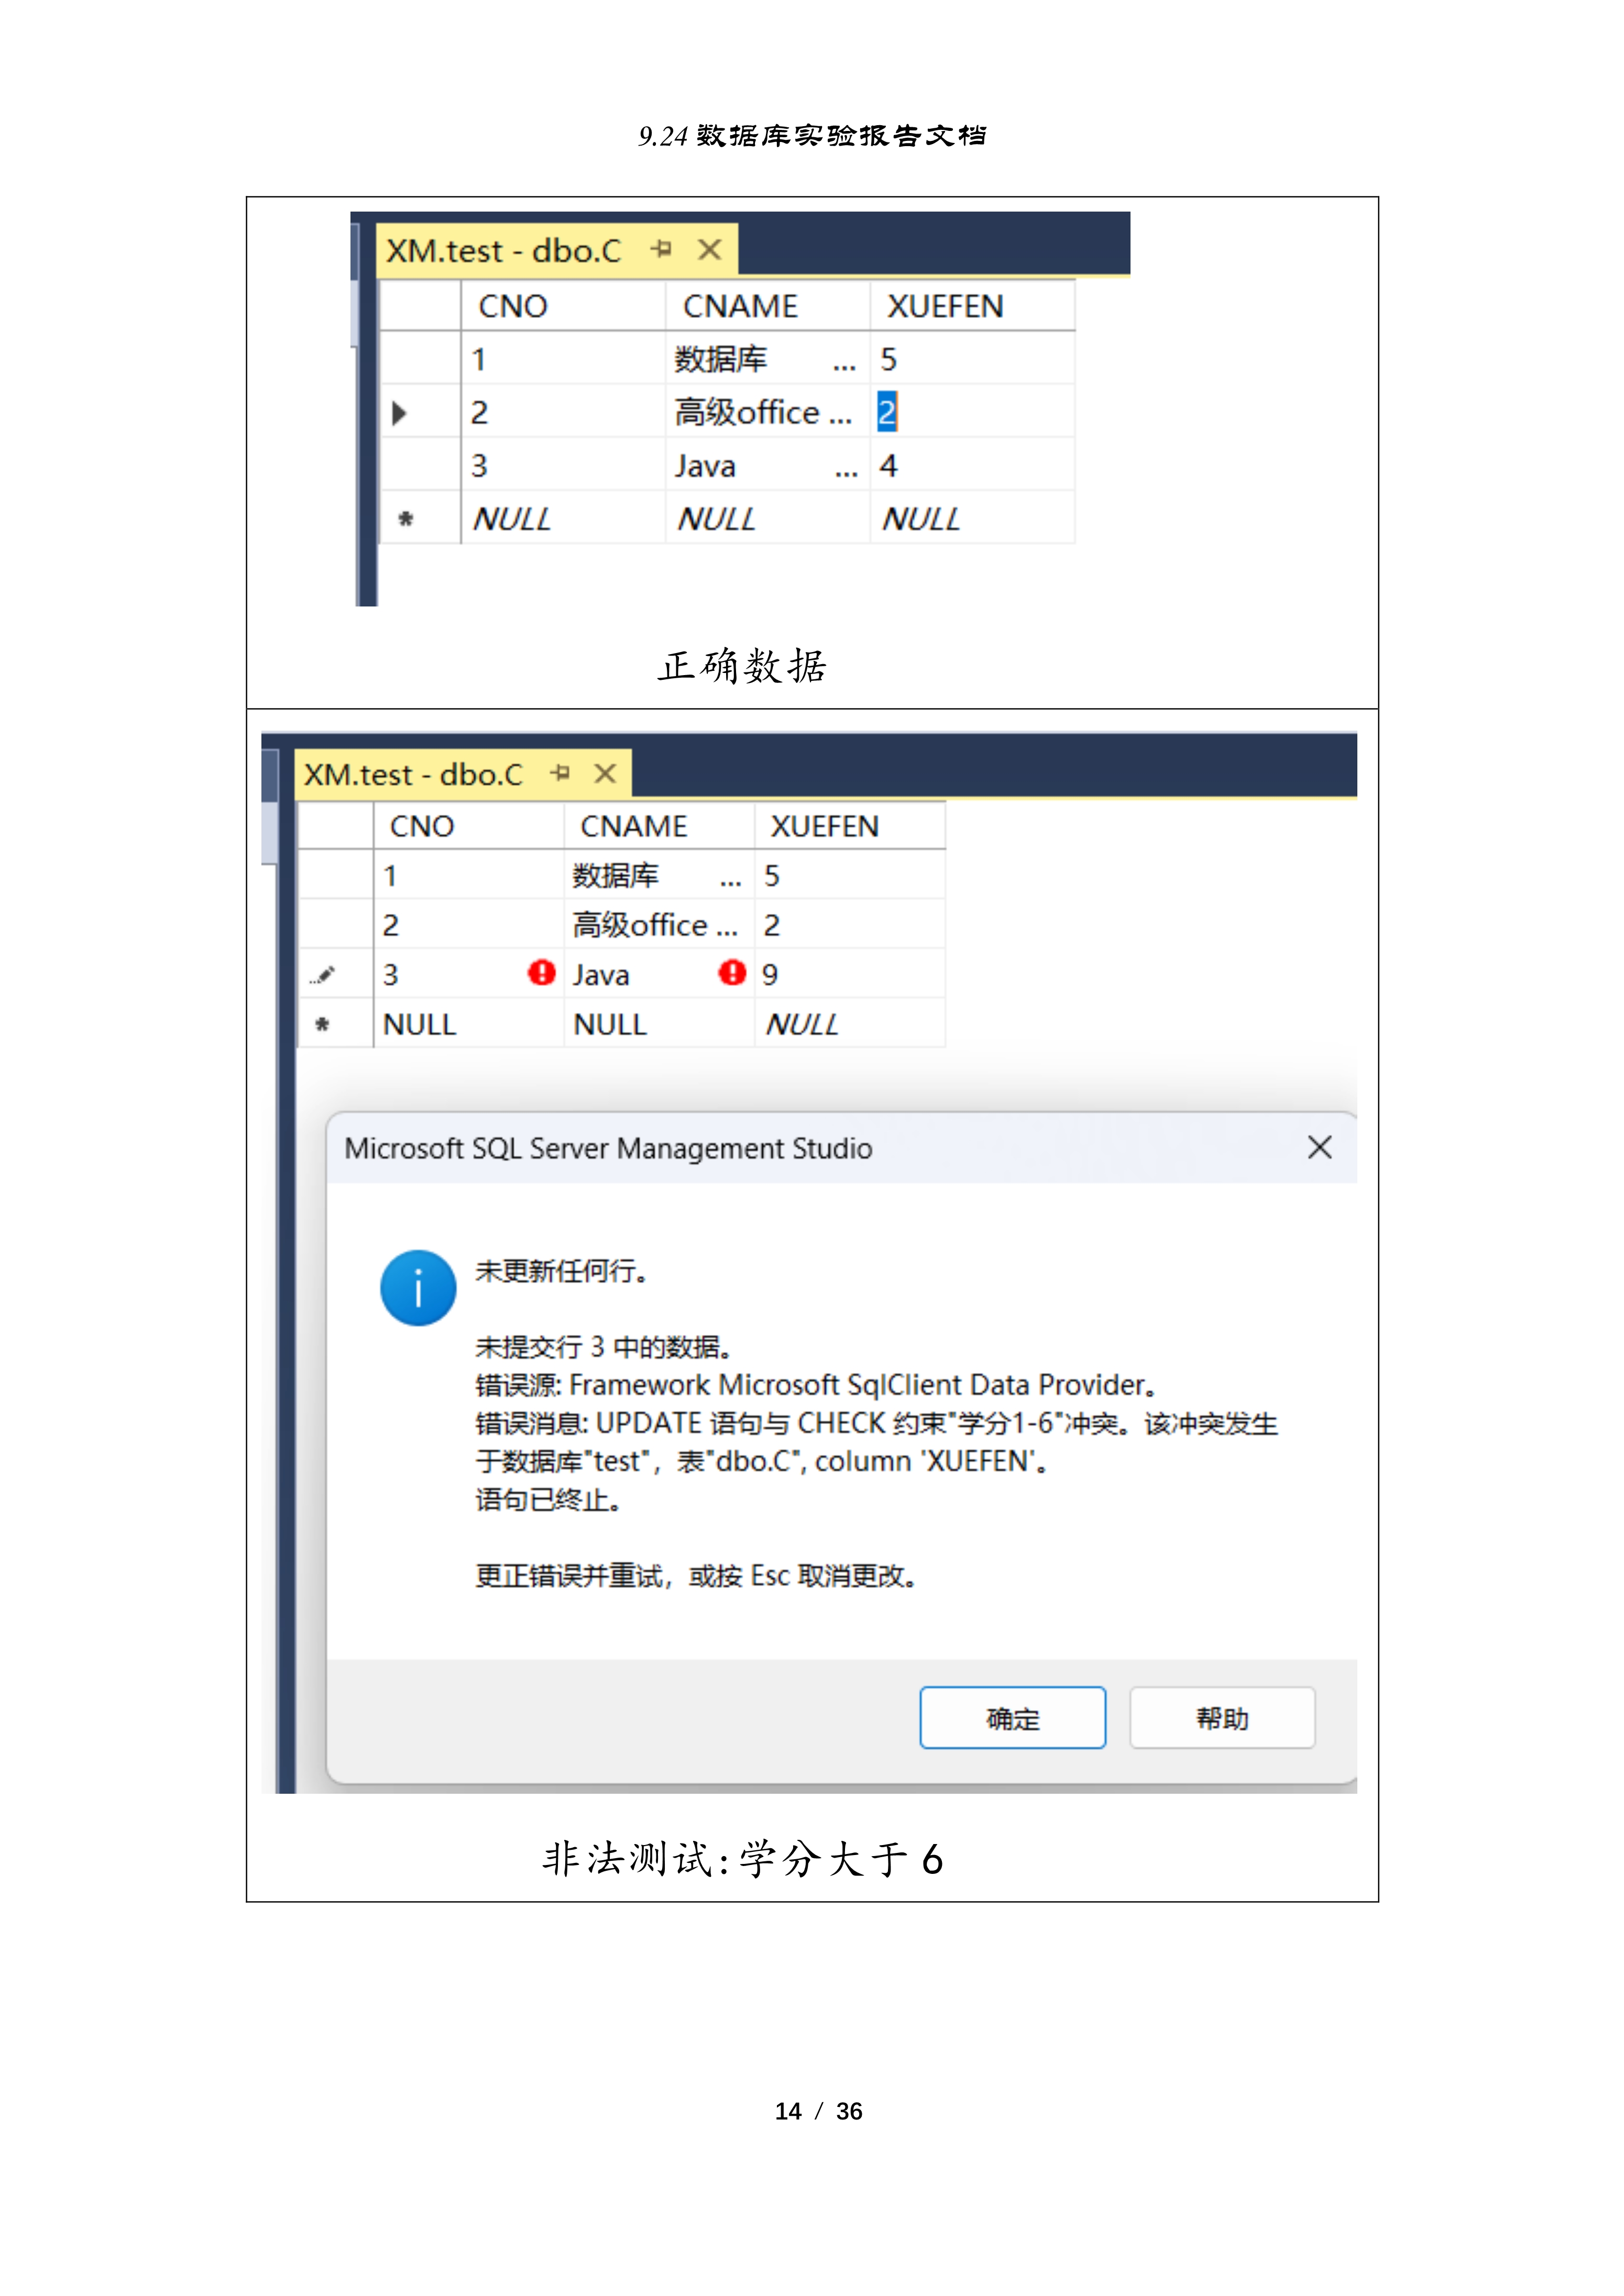 9.24 数据库实验报告文档
XM.test - dbo.C
CNO CNAME XUEFEN
1 数据库 ... 5
2 高级office ... 2
3 Java ... 4
* NULL NULL NULL
正确数据
XM.test - dbo.C
CNO CNAME XUEFEN
1 数据库 ... 5
2 高级office ... 2
3 Java 9
* NULL NULL NULL
Microsoft SQL Server Management Studio
未更新任何行。
未提交行 3 中的数据。
错误源: Framework Microsoft SqlClient Data Provider。
错误消息: UPDATE 语句与 CHECK 约束"学分1-6"冲突。该冲突发生
于数据库"test"，表"dbo.C", column 'XUEFEN'。
语句已终止。
更正错误并重试，或按 Esc 取消更改。
确定 帮助
非法测试:学分大于 6
14 / 36